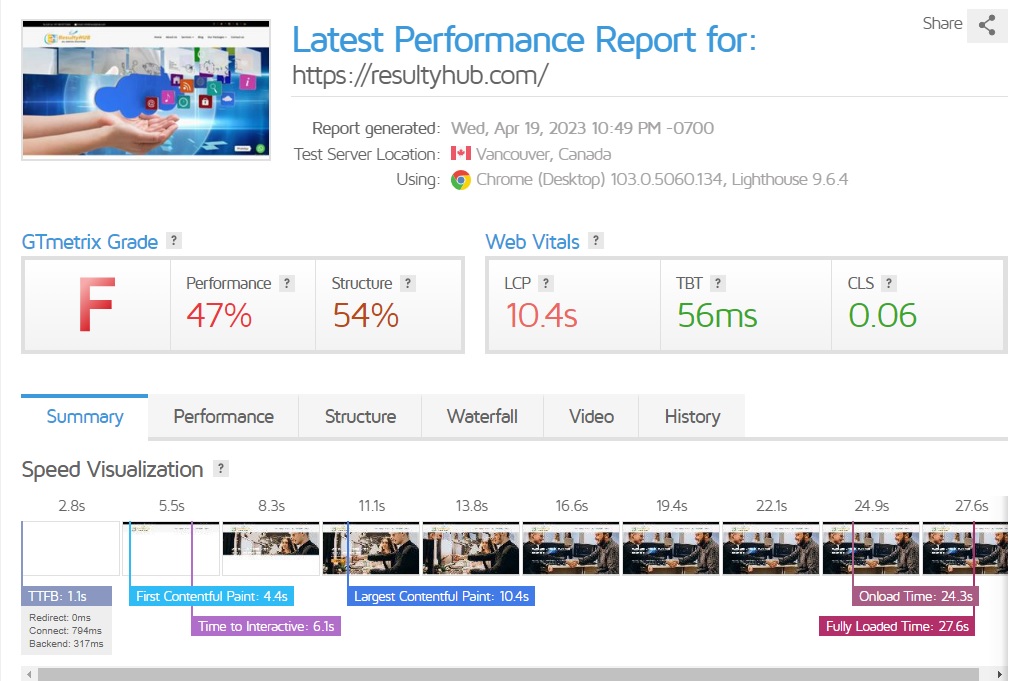 Share
Latest Performance Report for:
https://resultyhub.com/
Report generated: Wed, Apr 19, 2023 10:49 PM -0700
Test Server Location: Vancouver, Canada
Using: Chrome (Desktop) 103.0.5060.134, Lighthouse 9.6.4
GTmetrix Grade ?
F
Performance ?
47%
Structure ?
54%
Web Vitals ?
LCP ?
10.4s
TBT ?
56ms
CLS ?
0.06
Summary Performance Structure Waterfall Video History
Speed Visualization ?
2.8s 5.5s 8.3s 11.1s 13.8s 16.6s 19.4s 22.1s 24.9s 27.6s
TTFB: 1.1s
Redirect: 0ms
Connect: 794ms
Backend: 317ms
First Contentful Paint: 4.4s
Time to Interactive: 6.1s
Largest Contentful Paint: 10.4s
Onload Time: 24.3s
Fully Loaded Time: 27.6s